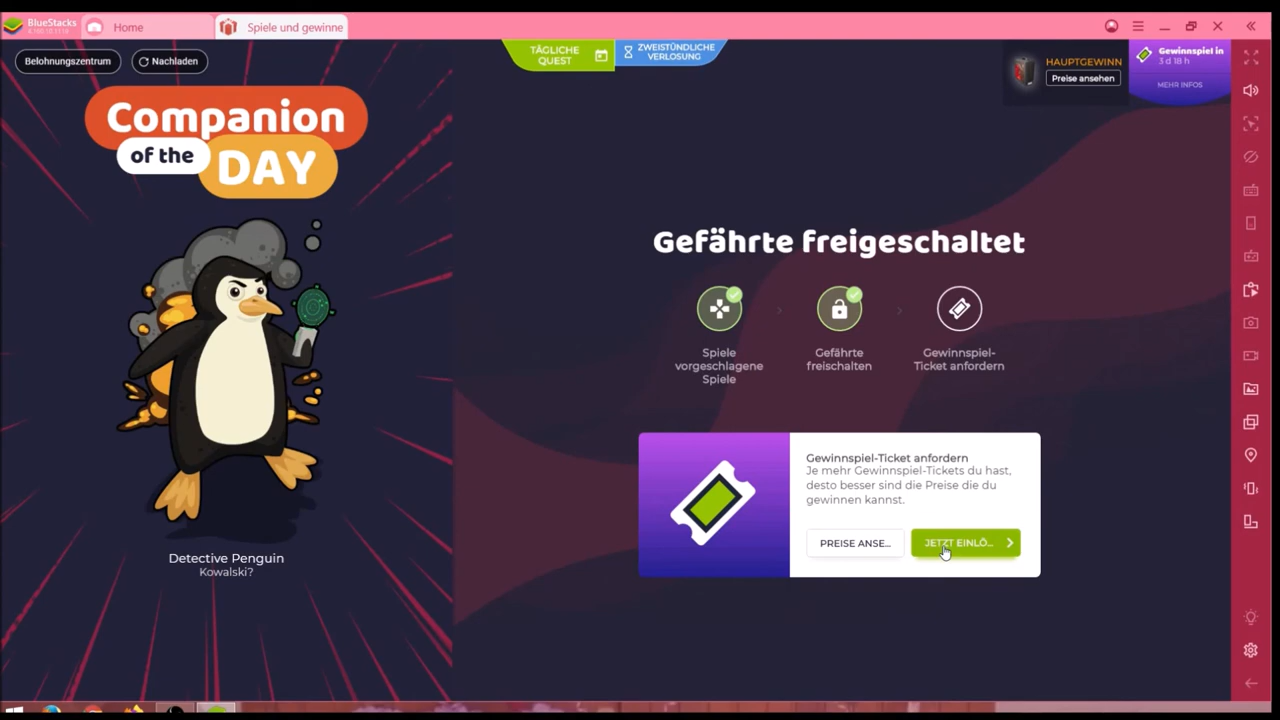 BlueStacks
Home
Spiele und gewinne
Belohnungszentrum
Nachladen
TÄGLICHE
QUEST
ZWEISTÜNDLICHE
VERLOSUNG
HAUPTGEWINN
Preise ansehen
Gewinnspiel in
3 d 18 h
MEHR INFOS
Companion
of the
DAY
Gefährte freigeschaltet
Spiele
vorgeschlagene
Spiele
Gefährte
freischalten
Gewinnspiel-
Ticket anfordern
Gewinnspiel-Ticket anfordern
Je mehr Gewinnspiel-Tickets du hast,
desto besser sind die Preise die du
gewinnen kannst.
PREISE ANSE...
JETZT EINLÖ...
Detective Penguin
Kowalski?